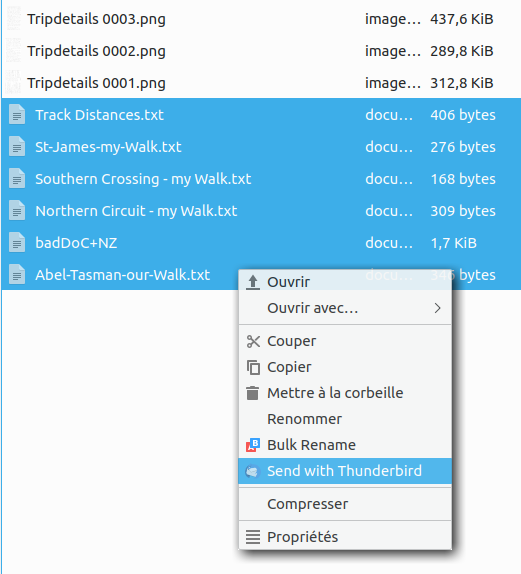 Tripdetails 0003.png image... 437,6 KiB
Tripdetails 0002.png image... 289,8 KiB
Tripdetails 0001.png image... 312,8 KiB
Track Distances.txt docu... 406 bytes
St-James-my-Walk.txt docu... 276 bytes
Southern Crossing - my Walk.txt docu... 168 bytes
Northern Circuit - my Walk.txt docu... 309 bytes
badDoC+NZ docu... 1,7 KiB
Abel-Tasman-our-Walk.txt docu... 346 bytes
Ouvrir
Ouvrir avec...
Couper
Copier
Mettre à la corbeille
Renommer
Bulk Rename
Send with Thunderbird
Compresser
Propriétés